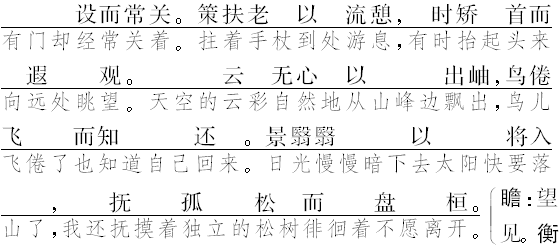 设而常关。策扶老 以 流憩， 时矫 首而
有门却经常关着。拄着手杖到处游息，有时抬起头来
遐 观。 云 无心 以 出岫，鸟倦
向远处眺望。天空的云彩自然地从山峰边飘出，鸟儿
飞 而知 还 。景翳翳 以 将入
飞倦了也知道自己回来。日光慢慢暗下去太阳快要落
， 抚 孤 松 而 盘 桓。
山了，我还抚摸着独立的松树徘徊着不愿离开。
瞻：望
见。衡